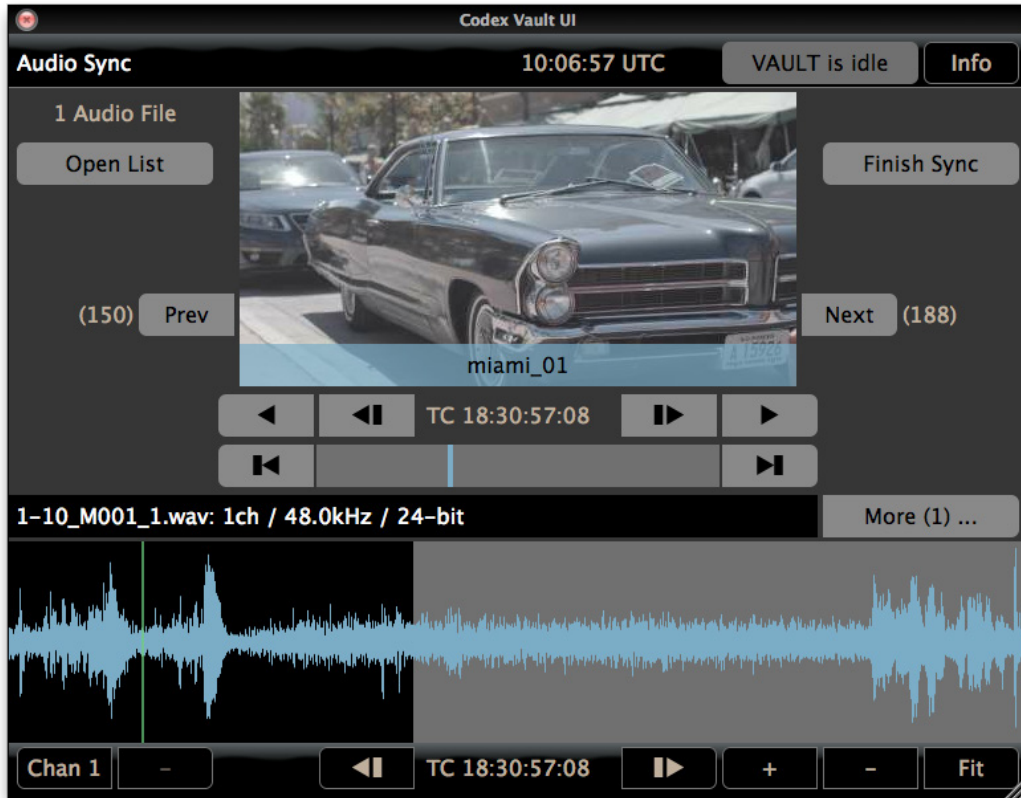 Codex Vault UI
Audio Sync 10:06:57 UTC VAULT is idle Info
1 Audio File
Open List Finish Sync
(150) Prev Next (188)
miami_01
TC 18:30:57:08
1-10_M001_1.wav: 1ch / 48.0kHz / 24-bit More (1) ...
Chan 1 - TC 18:30:57:08 + - Fit